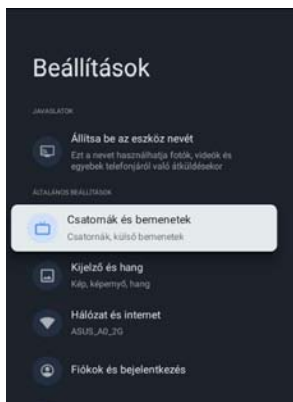 Beállítások
JAVASLATOK
Állítsa be az eszköz nevét
Ezt a nevet használhatja fotók, videók és
egyebek telefonjáról való átküldésekor
ÁLTALÁNOS BEÁLLÍTÁSOK
Csatornák és bemenetek
Csatornák, külső bemenetek
Kijelző és hang
Kép, képernyő, hang
Hálózat és internet
ASUS_A0_2G
Fiókok és bejelentkezés